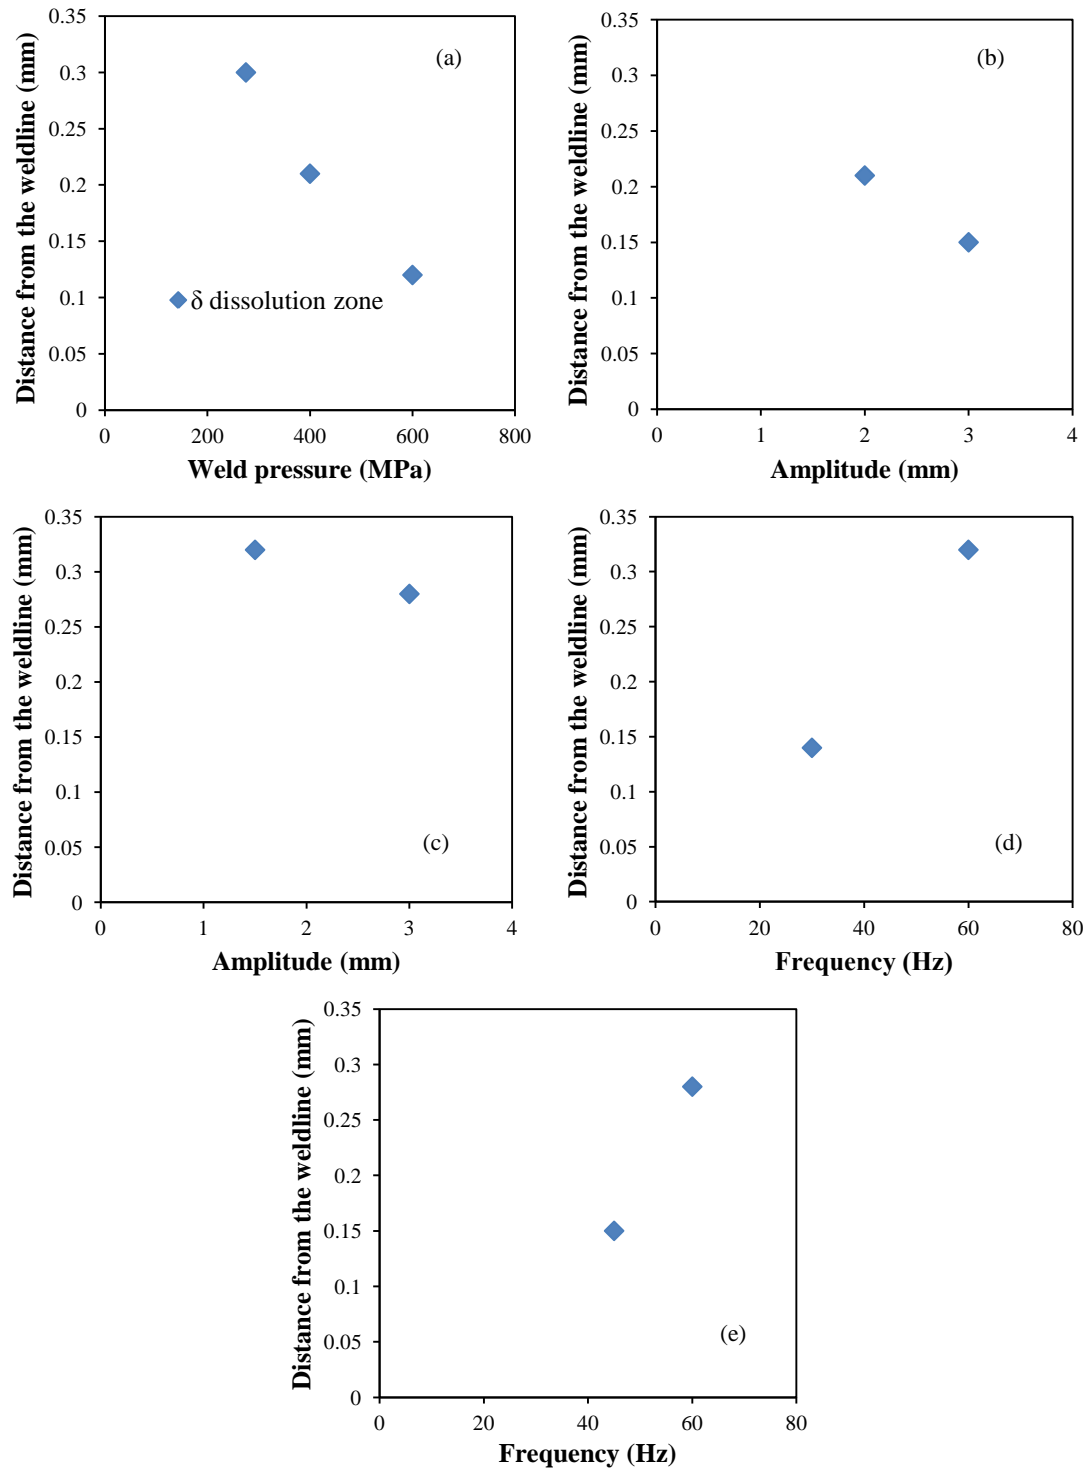 Distance from the weldline (mm)
0.35
0.3
0.25
0.2
0.15
0.1
0.05
0
(a)
δ dissolution zone
0 200 400 600 800
Weld pressure (MPa)
Distance from the weldline (mm)
0.35
0.3
0.25
0.2
0.15
0.1
0.05
0
(b)
0 1 2 3 4
Amplitude (mm)
Distance from the weldline (mm)
0.35
0.3
0.25
0.2
0.15
0.1
0.05
0
(c)
0 1 2 3 4
Amplitude (mm)
Distance from the weldline (mm)
0.35
0.3
0.25
0.2
0.15
0.1
0.05
0
(d)
0 20 40 60 80
Frequency (Hz)
Distance from the weldline (mm)
0.35
0.3
0.25
0.2
0.15
0.1
0.05
0
(e)
0 20 40 60 80
Frequency (Hz)